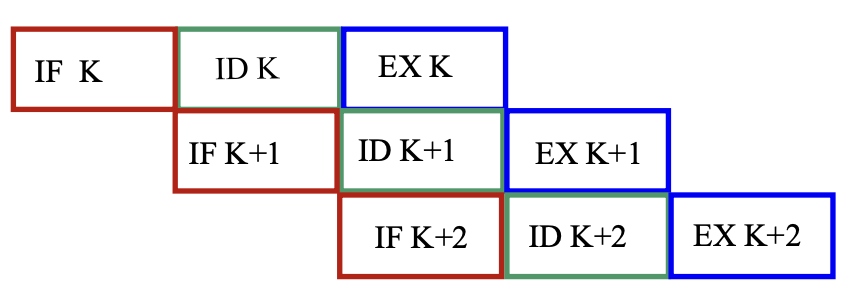 IF K
ID K
EX K
IF K+1
ID K+1
EX K+1
IF K+2
ID K+2
EX K+2